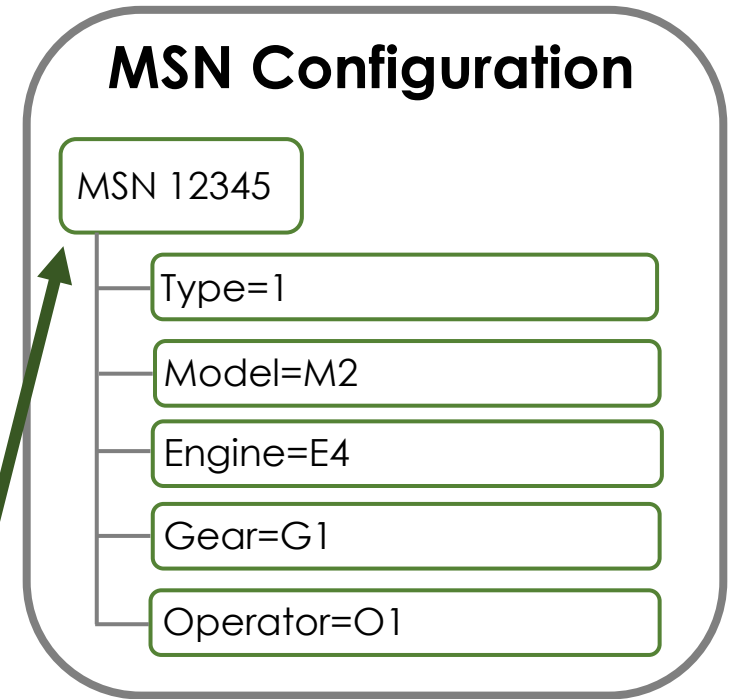 MSN Configuration
MSN 12345
Type=1
Model=M2
Engine=E4
Gear=G1
Operator=O1